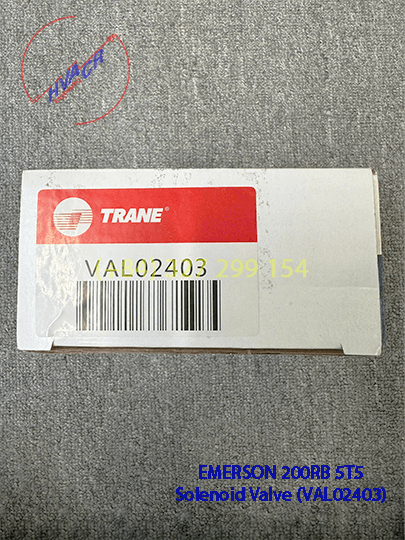 HVACR
TRANE®
VAL02403
299 154
EMERSON 200RB 5T5
Solenoid Valve (VAL02403)